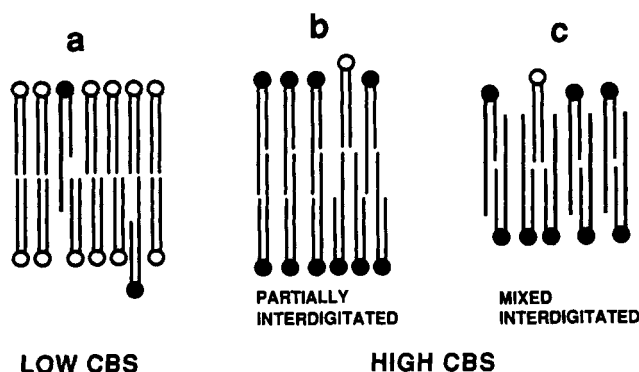 a
b
c
PARTIALLY
INTERDIGITATED
MIXED
INTERDIGITATED
LOW CBS
HIGH CBS